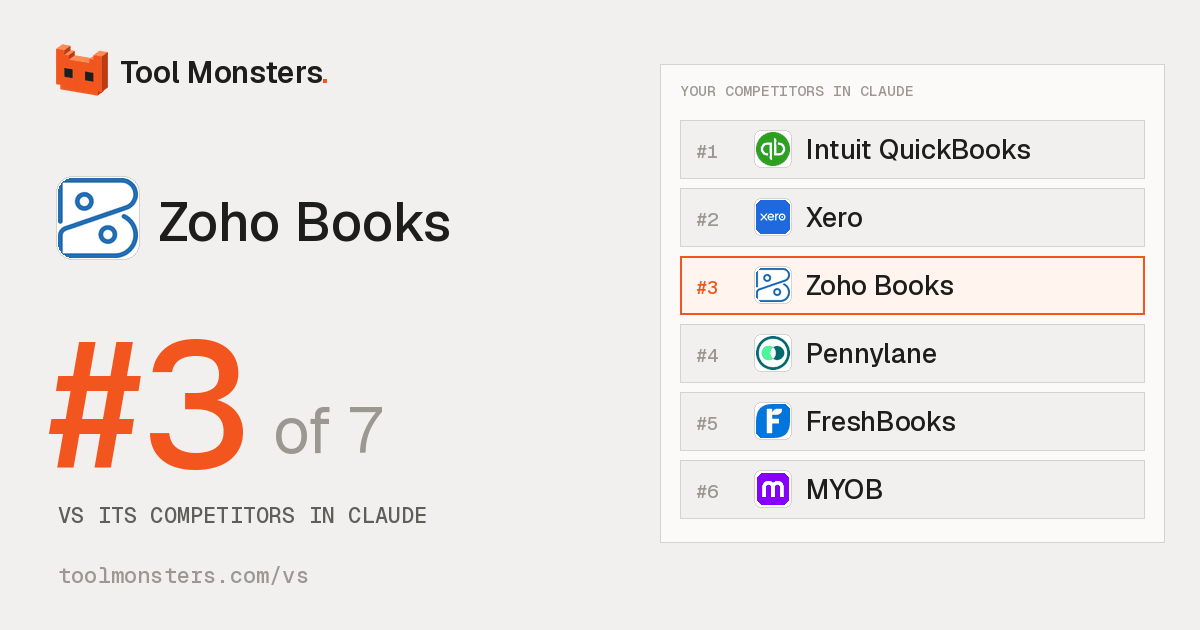 Tool Monsters.
Zoho Books
#3 of 7
VS ITS COMPETITORS IN CLAUDE
toolmonsters.com/vs
YOUR COMPETITORS IN CLAUDE
#1 qb Intuit QuickBooks
#2 xero Xero
#3 Zoho Books
#4 Pennylane
#5 F FreshBooks
#6 m MYOB